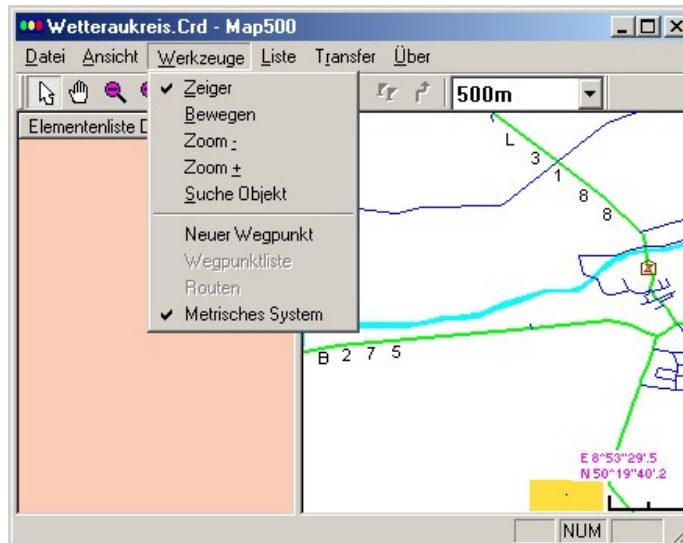 Wetteraukreis.Crd - Map500
Datei Ansicht Werkzeuge Liste Transfer Über
500m
Elementenliste D
Zeiger
Bewegen
Zoom -
Zoom +
Suche Objekt
Neuer Wegpunkt
Wegpunktliste
Routen
Metrisches System
L 3 1 8 8
B 2 7 5
E 8°53"29'.5
N 50°19"40'.2
NUM